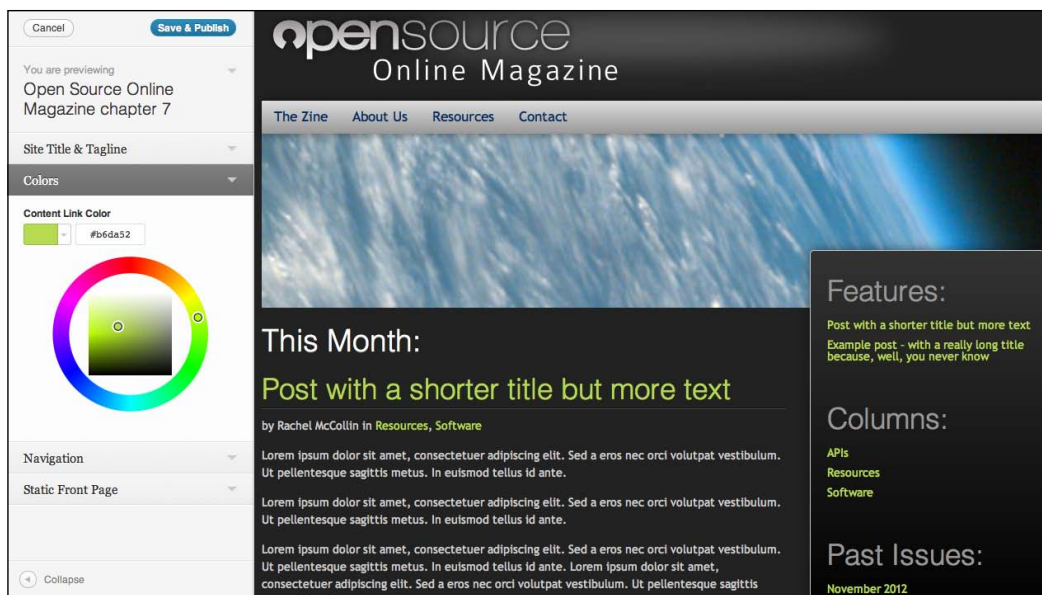 Cancel
Save & Publish
You are previewing
Open Source Online
Magazine chapter 7
Site Title & Tagline
Colors
Content Link Color
#b6da52
Navigation
Static Front Page
Collapse
opensource
Online Magazine
The Zine About Us Resources Contact
This Month:
Post with a shorter title but more text
by Rachel McCollin in Resources, Software
Lorem ipsum dolor sit amet, consectetuer adipiscing elit. Sed a eros nec orci volutpat vestibulum.
Ut pellentesque sagittis metus. In euismod tellus id ante.
Lorem ipsum dolor sit amet, consectetuer adipiscing elit. Sed a eros nec orci volutpat vestibulum.
Ut pellentesque sagittis metus. In euismod tellus id ante.
Lorem ipsum dolor sit amet, consectetuer adipiscing elit. Sed a eros nec orci volutpat vestibulum.
Ut pellentesque sagittis metus. In euismod tellus id ante. Lorem ipsum dolor sit amet,
consectetuer adipiscing elit. Sed a eros nec orci volutpat vestibulum. Ut pellentesque sagittis
Features:
Post with a shorter title but more text
Example post - with a really long title
because, well, you never know
Columns:
APIs
Resources
Software
Past Issues:
November 2012